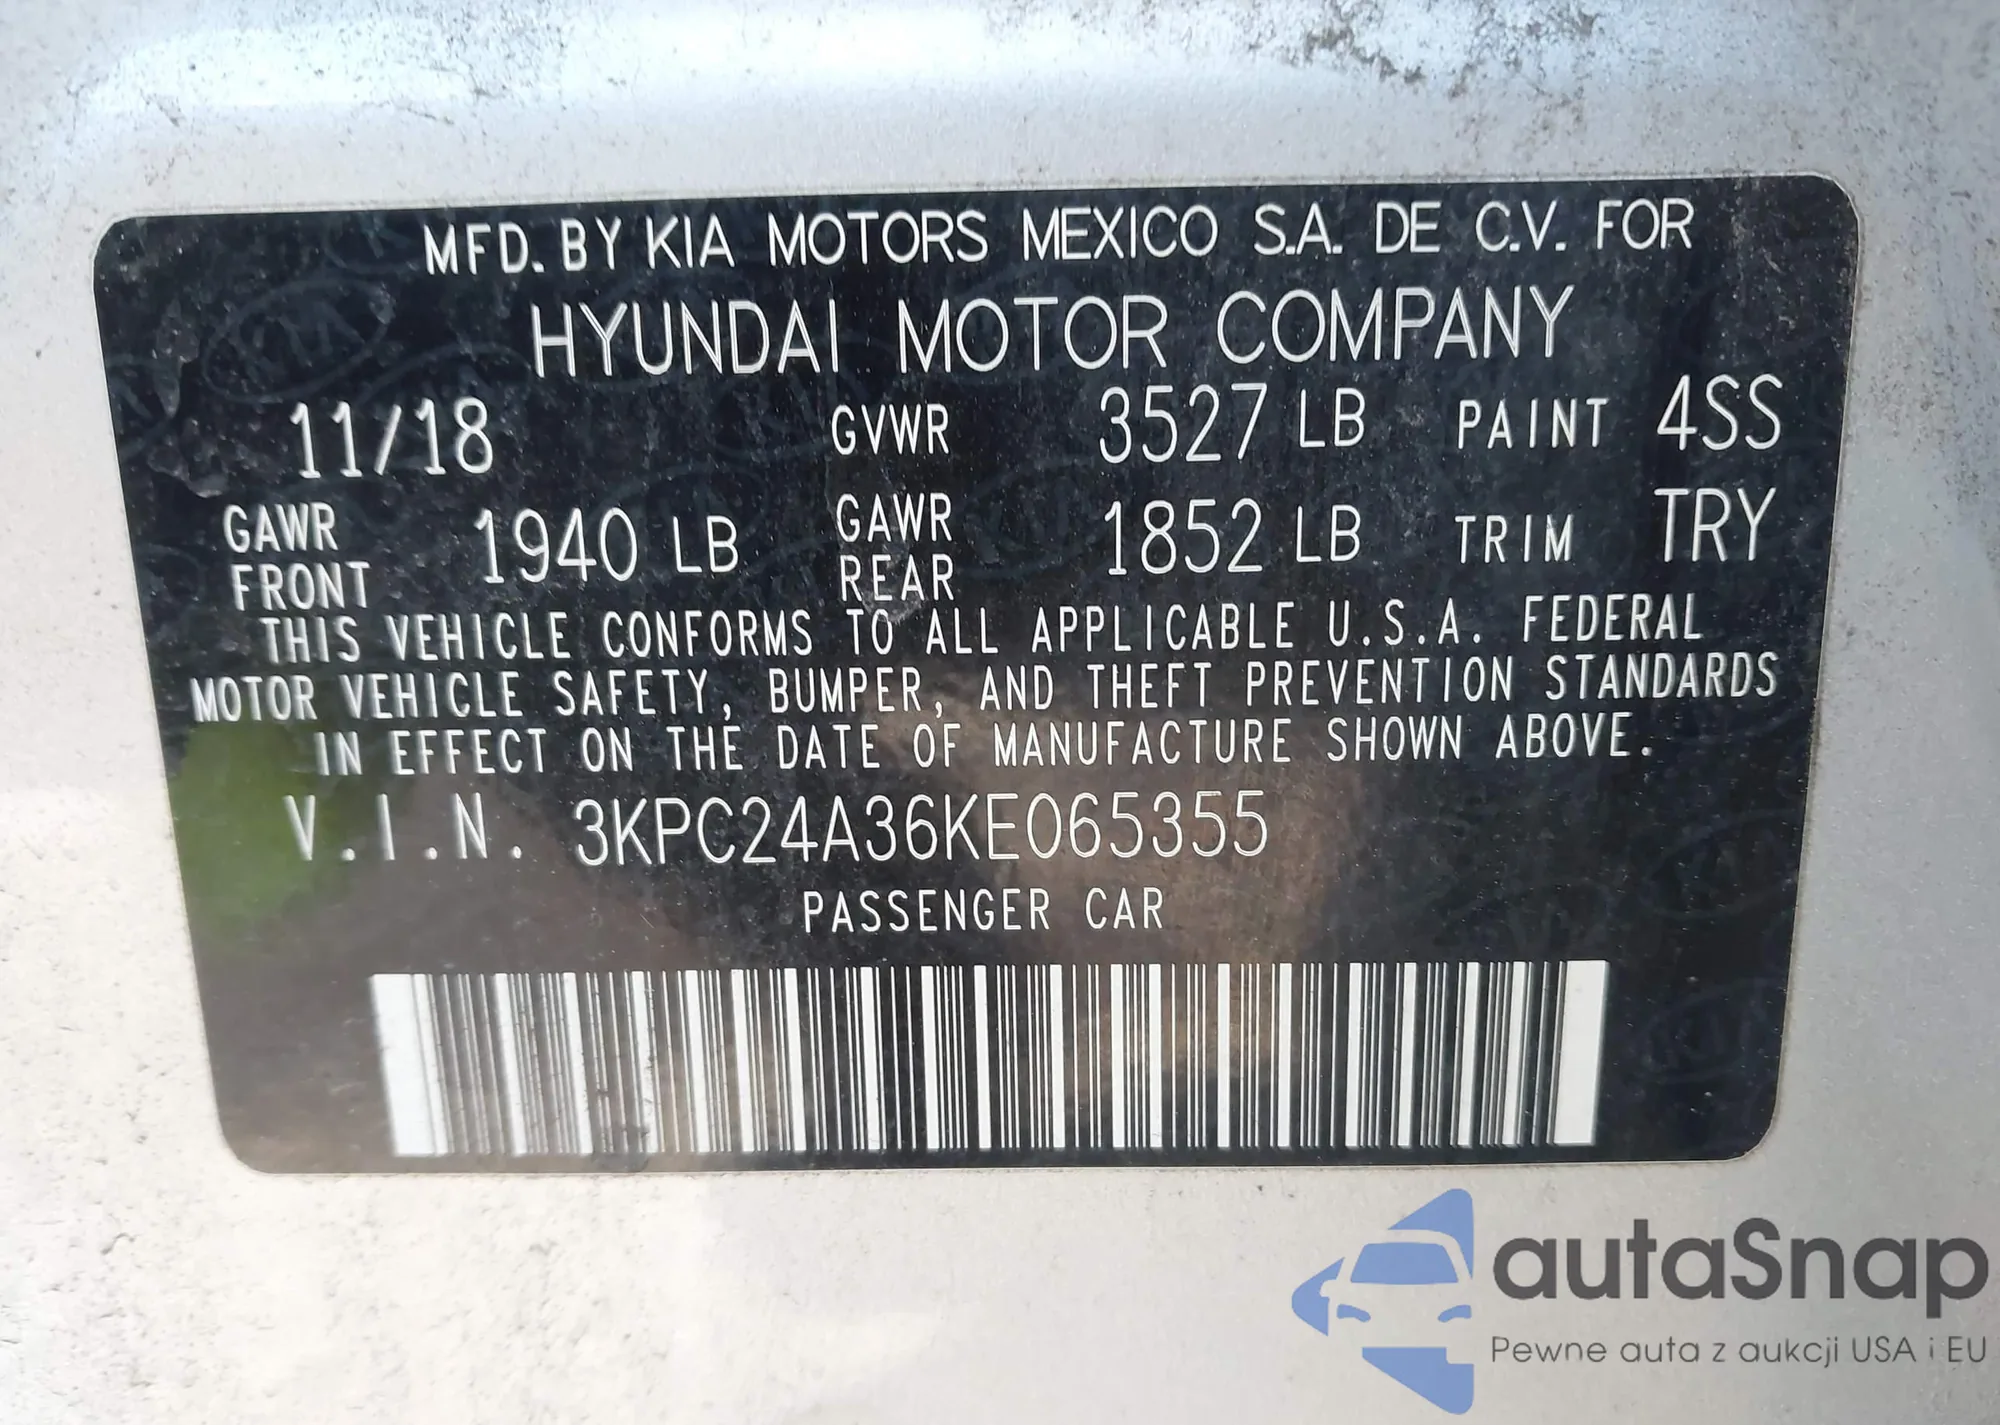 MFD. BY KIA MOTORS MEXICO S.A. DE C.V. FOR
HYUNDAI MOTOR COMPANY
11/18 GVWR 3527 LB PAINT 4SS
GAWR FRONT 1940 LB GAWR REAR 1852 LB TRIM TRY
THIS VEHICLE CONFORMS TO ALL APPLICABLE U.S.A. FEDERAL
MOTOR VEHICLE SAFETY, BUMPER, AND THEFT PREVENTION STANDARDS
IN EFFECT ON THE DATE OF MANUFACTURE SHOWN ABOVE.
V.I.N. 3KPC24A36KE065355
PASSENGER CAR
autaSnap
Pewne auta z aukcji USA i EU